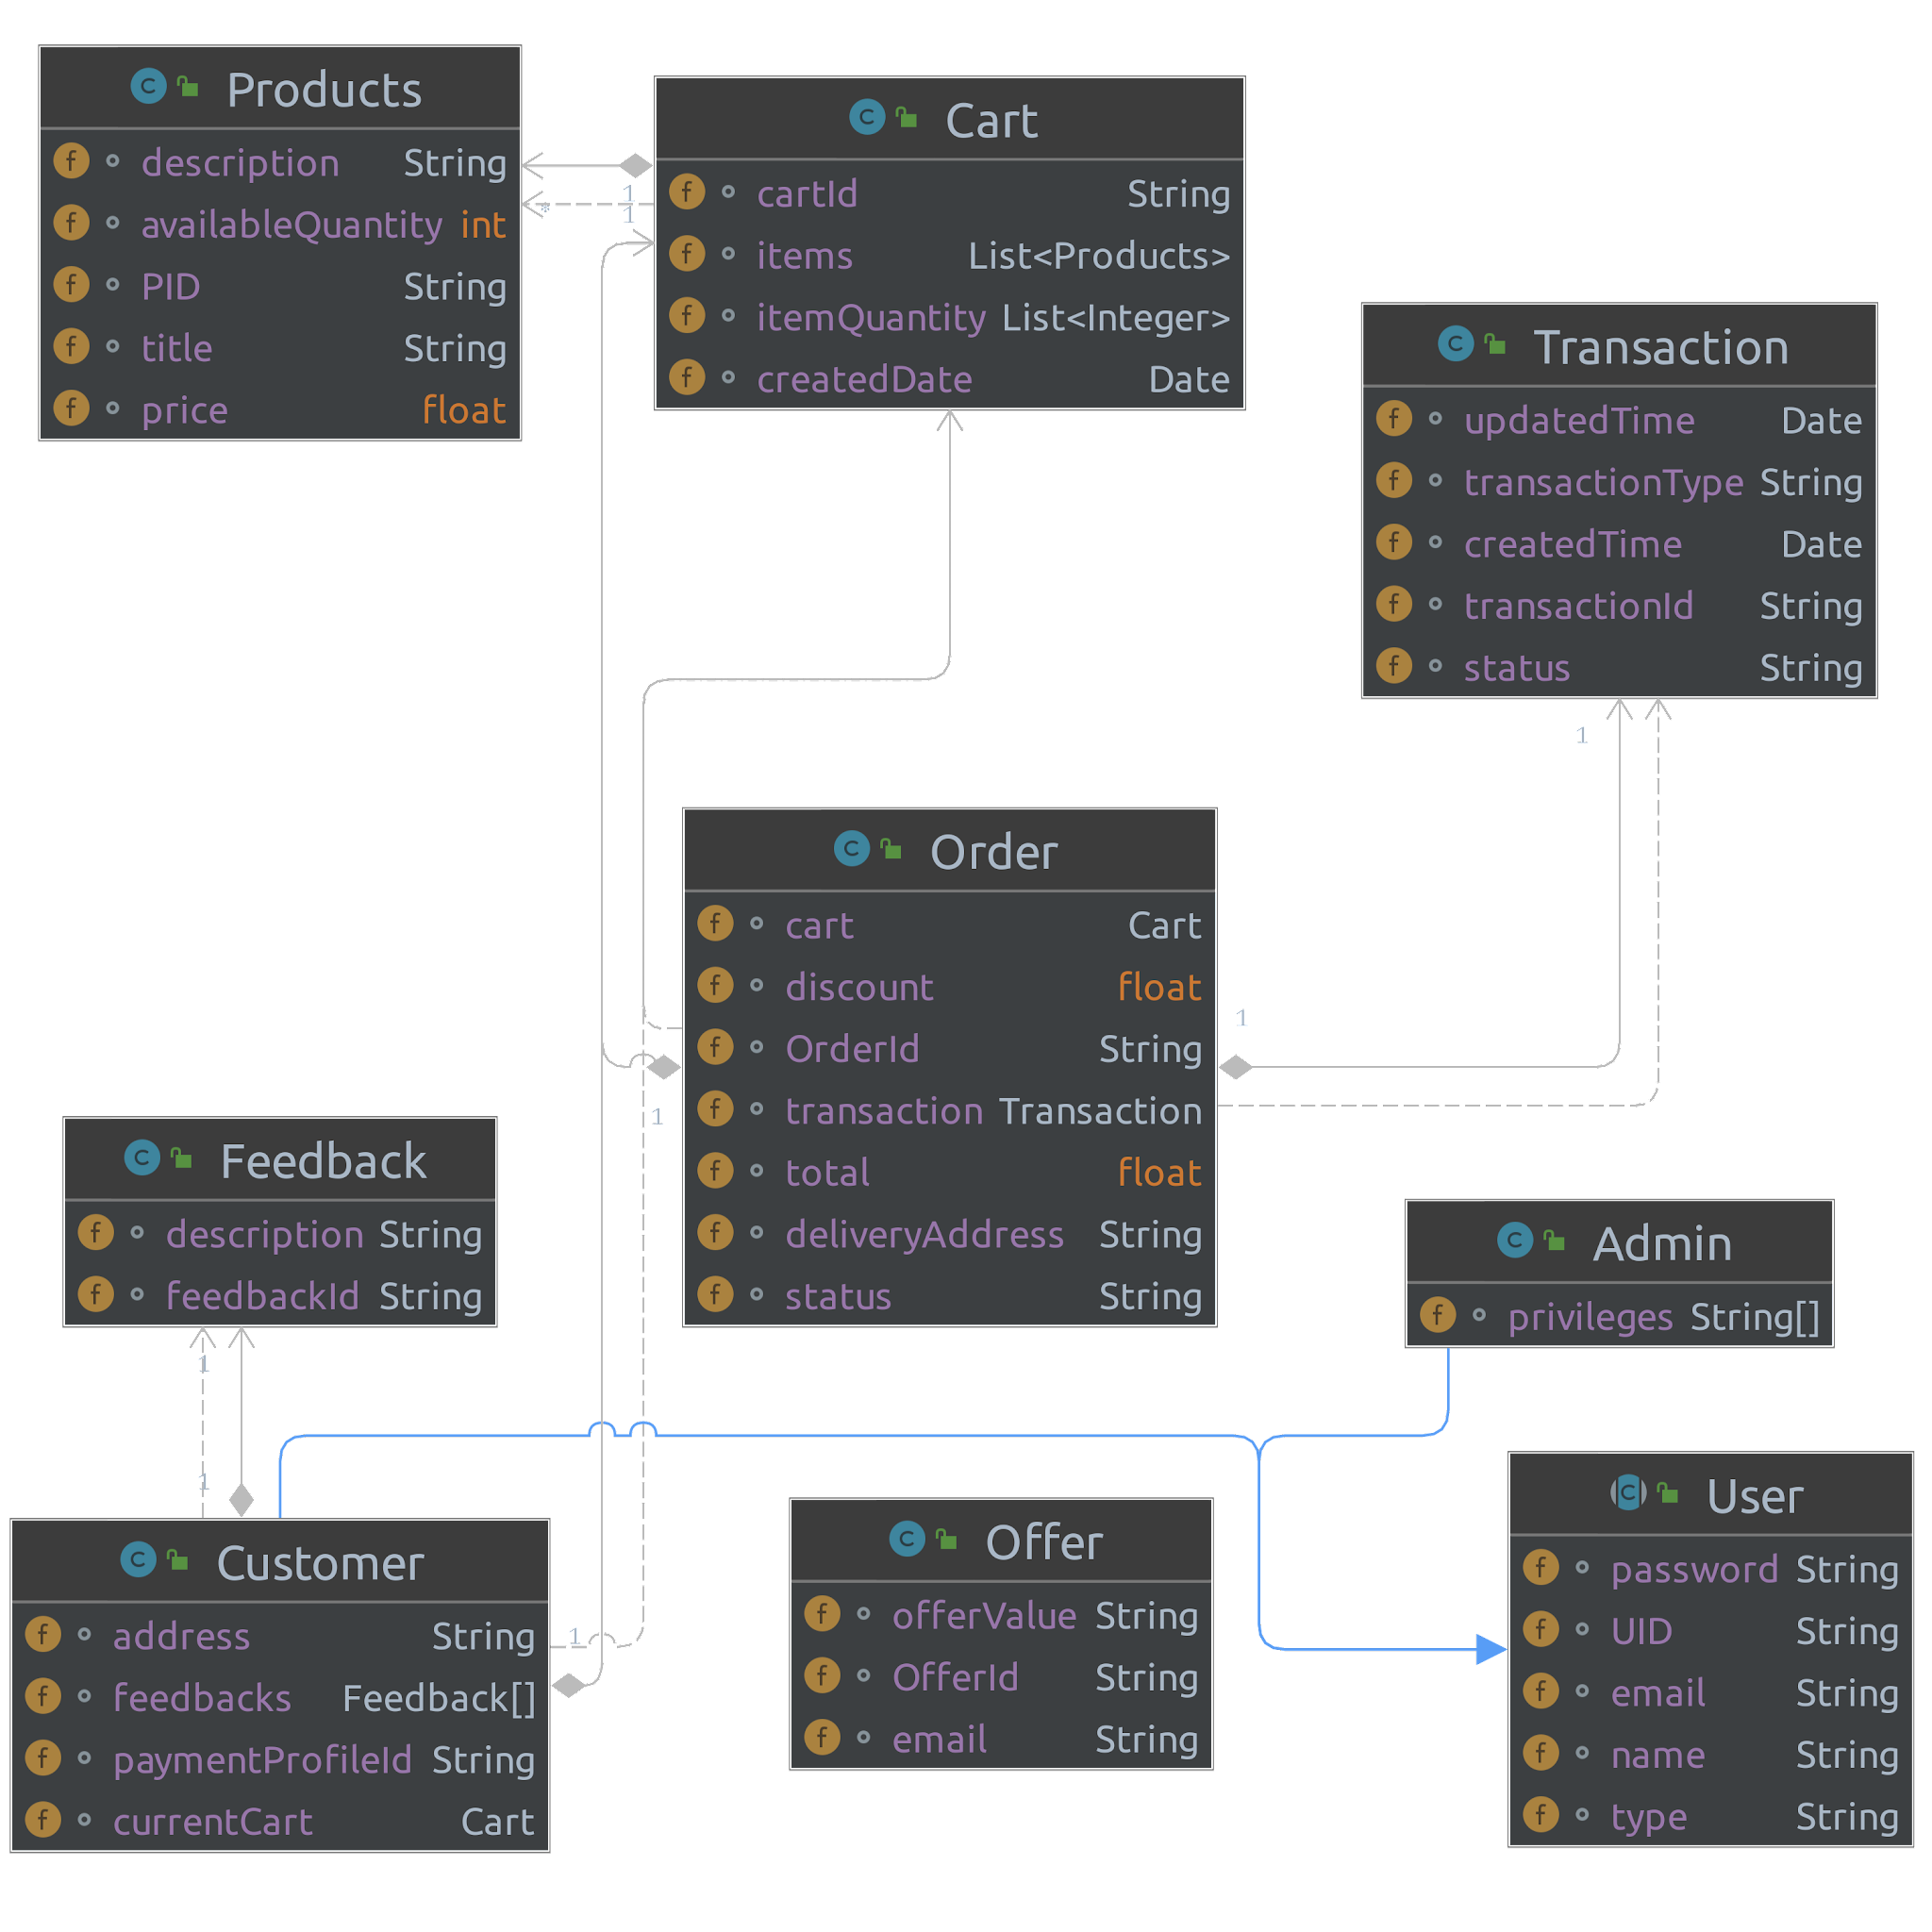 Products
description String
availableQuantity int
PID String
title String
price float
Cart
cartId String
items List<Products>
itemQuantity List<Integer>
createdDate Date
1
*
1
Transaction
updatedTime Date
transactionType String
createdTime Date
transactionId String
status String
1
Order
cart Cart
discount float
OrderId String
transaction Transaction
total float
deliveryAddress String
status String
1
1
Feedback
description String
feedbackId String
1
1
Admin
privileges String[]
Customer
address String
feedbacks Feedback[]
paymentProfileId String
currentCart Cart
1
Offer
offerValue String
OfferId String
email String
User
password String
UID String
email String
name String
type String